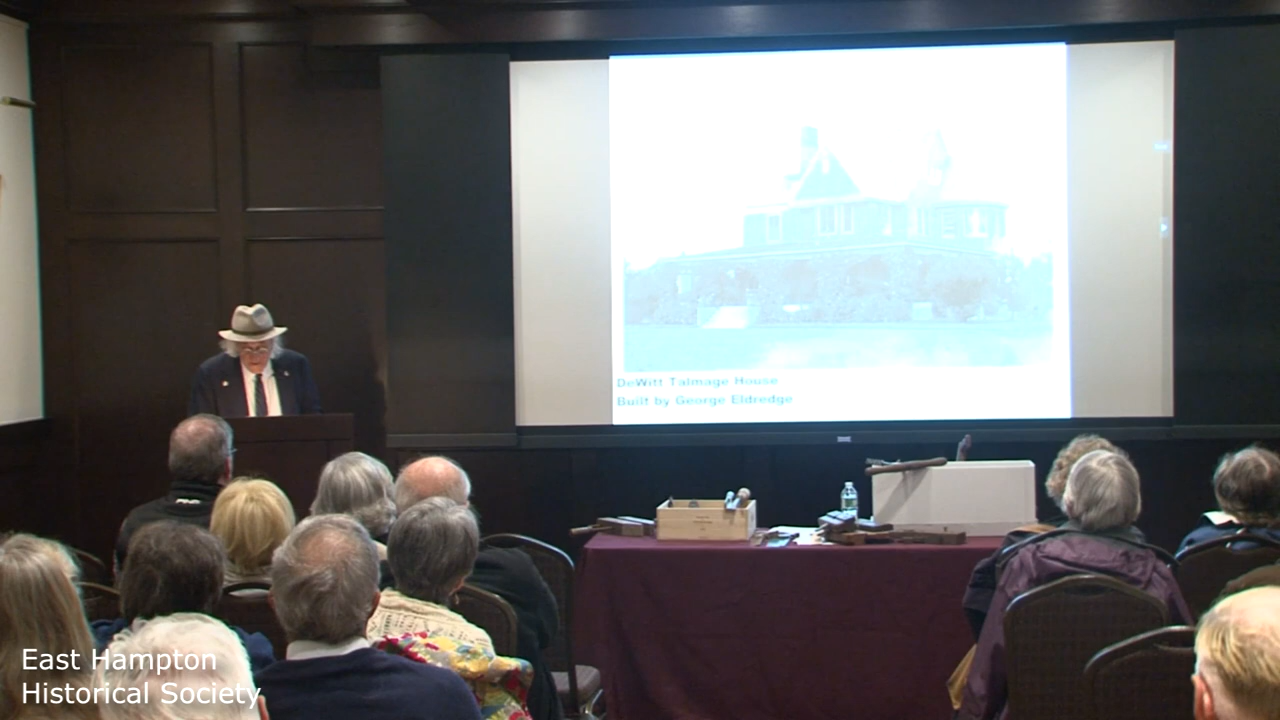 DeWitt Talmage House
Built by George Eldredge
East Hampton
Historical Society